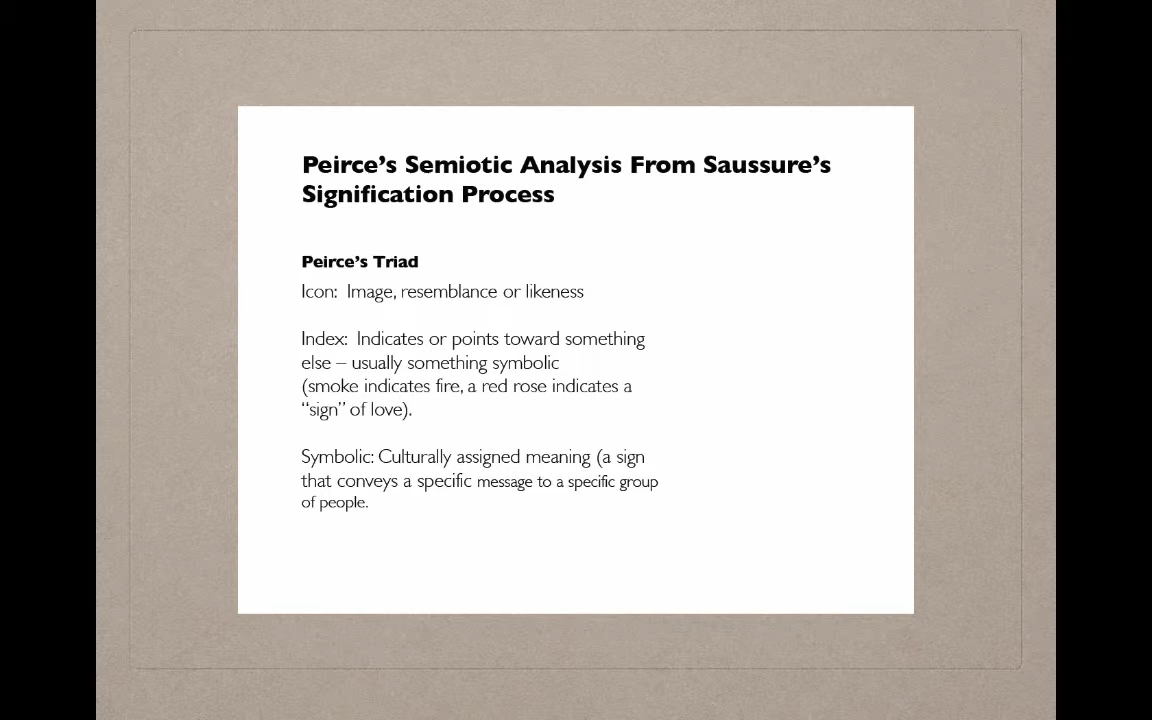 Peirce’s Semiotic Analysis From Saussure’s
Signification Process
Peirce’s Triad
Icon:  Image, resemblance or likeness
Index:  Indicates or points toward something
else – usually something symbolic
(smoke indicates fire, a red rose indicates a
“sign” of love).
Symbolic: Culturally assigned meaning (a sign
that conveys a specific message to a specific group
of people.